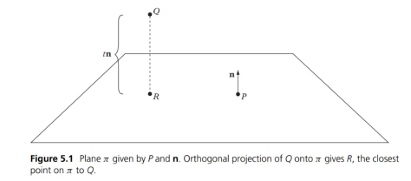 Q
tn
n
R
P
Figure 5.1 Plane π given by P and n. Orthogonal projection of Q onto π gives R, the closest
point on π to Q.